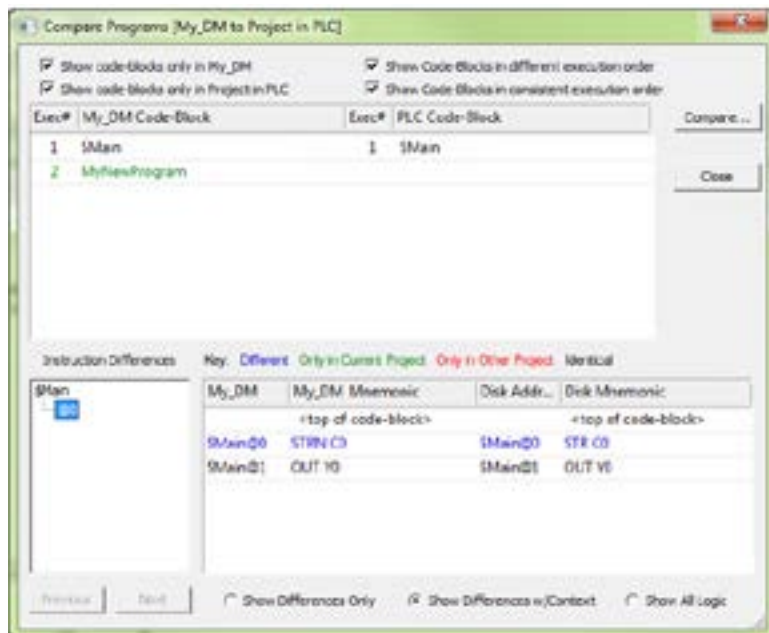 Compare Programs [My_DM to Project in PLC]
Show code-blocks only in My_DM
Show Code-Blocks in different execution order
Show code-blocks only in Project in PLC
Show Code-Blocks in consistent execution order
Exec# My_DM Code-Block Exec# PLC Code-Block
Compare...
1 $Main 1 $Main
2 MyNewProgram
Close
Instruction Differences Key: Different Only in Current Project Only in Other Project Identical
$Main
@0
My_DM My_DM Mnemonic Disk Addr... Disk Mnemonic
<top of code-block> <top of code-block>
$Main@0 STRN C0 $Main@0 STR C0
$Main@1 OUT Y0 $Main@1 OUT Y0
Previous Next Show Differences Only Show Differences w/Context Show All Logic